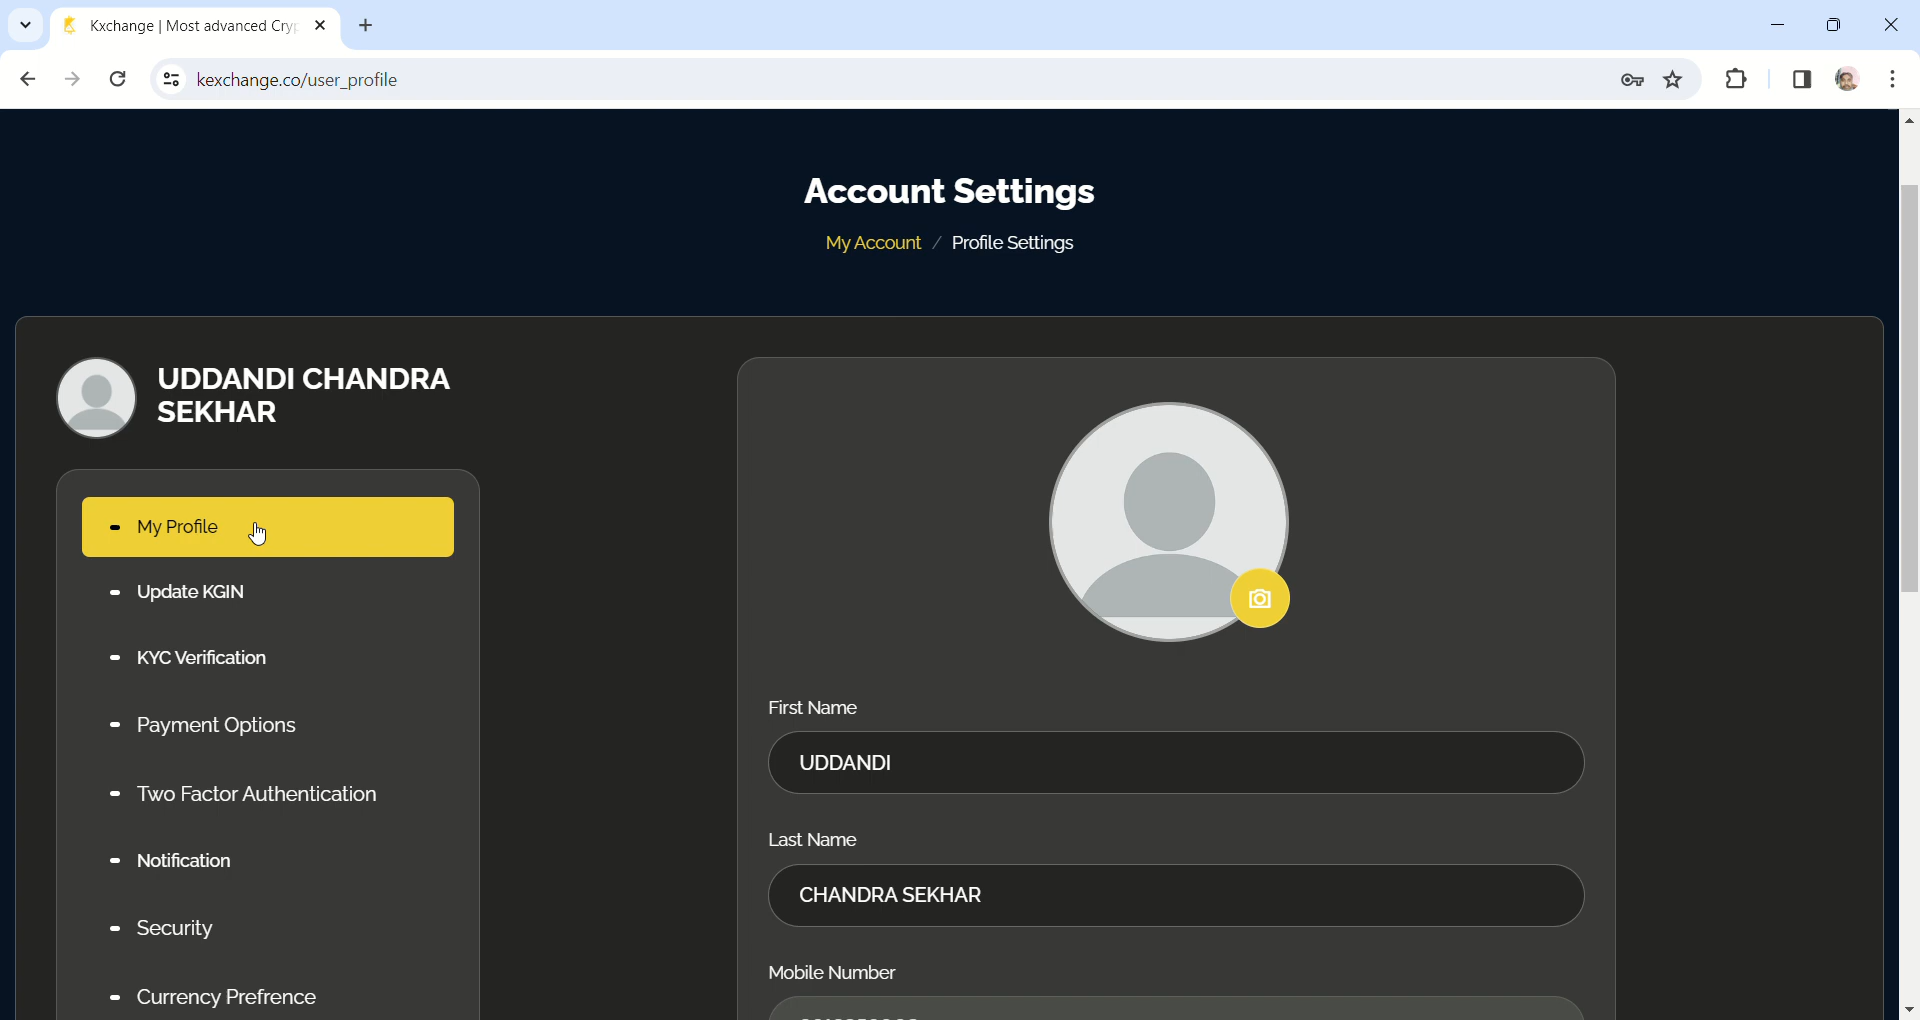 Kxchange | Most advanced Cryp
kexchange.co/user_profile
Account Settings
My Account / Profile Settings
UDDANDI CHANDRA
SEKHAR
My Profile
Update KGIN
KYC Verification
Payment Options
Two Factor Authentication
Notification
Security
Currency Prefrence
First Name
UDDANDI
Last Name
CHANDRA SEKHAR
Mobile Number